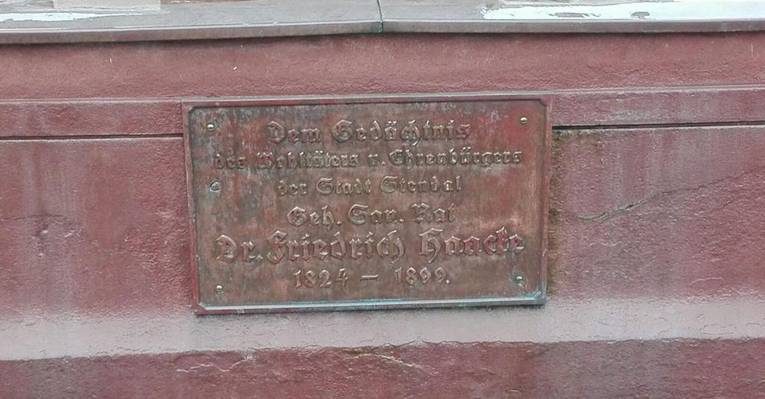 Dem Gedächtnis
des Wohltäters u. Ehrenbürgers
der Stadt Stendal
Geh. San. Rat
Dr. Friedrich Haacke
1824 – 1899.